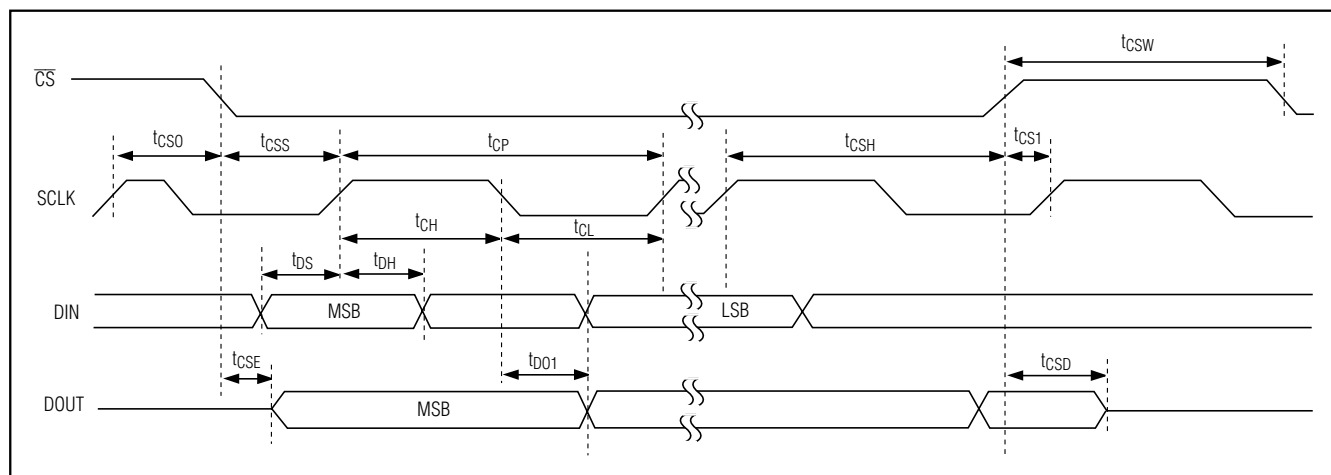 tCSW
CS
tCSO tCSS tCP tCSH tCS1
SCLK
tCH tCL
tDS tDH
DIN MSB LSB
tCSE tDO1 tCSD
DOUT MSB